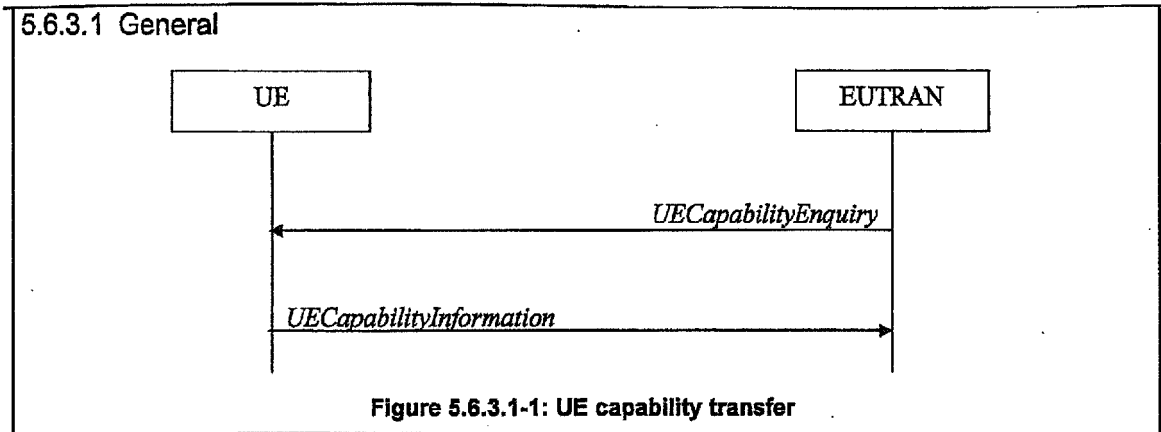 5.6.3.1 General
UE
EUTRAN
UECapabilityEnquiry
UECapabilityInformation
Figure 5.6.3.1-1: UE capability transfer